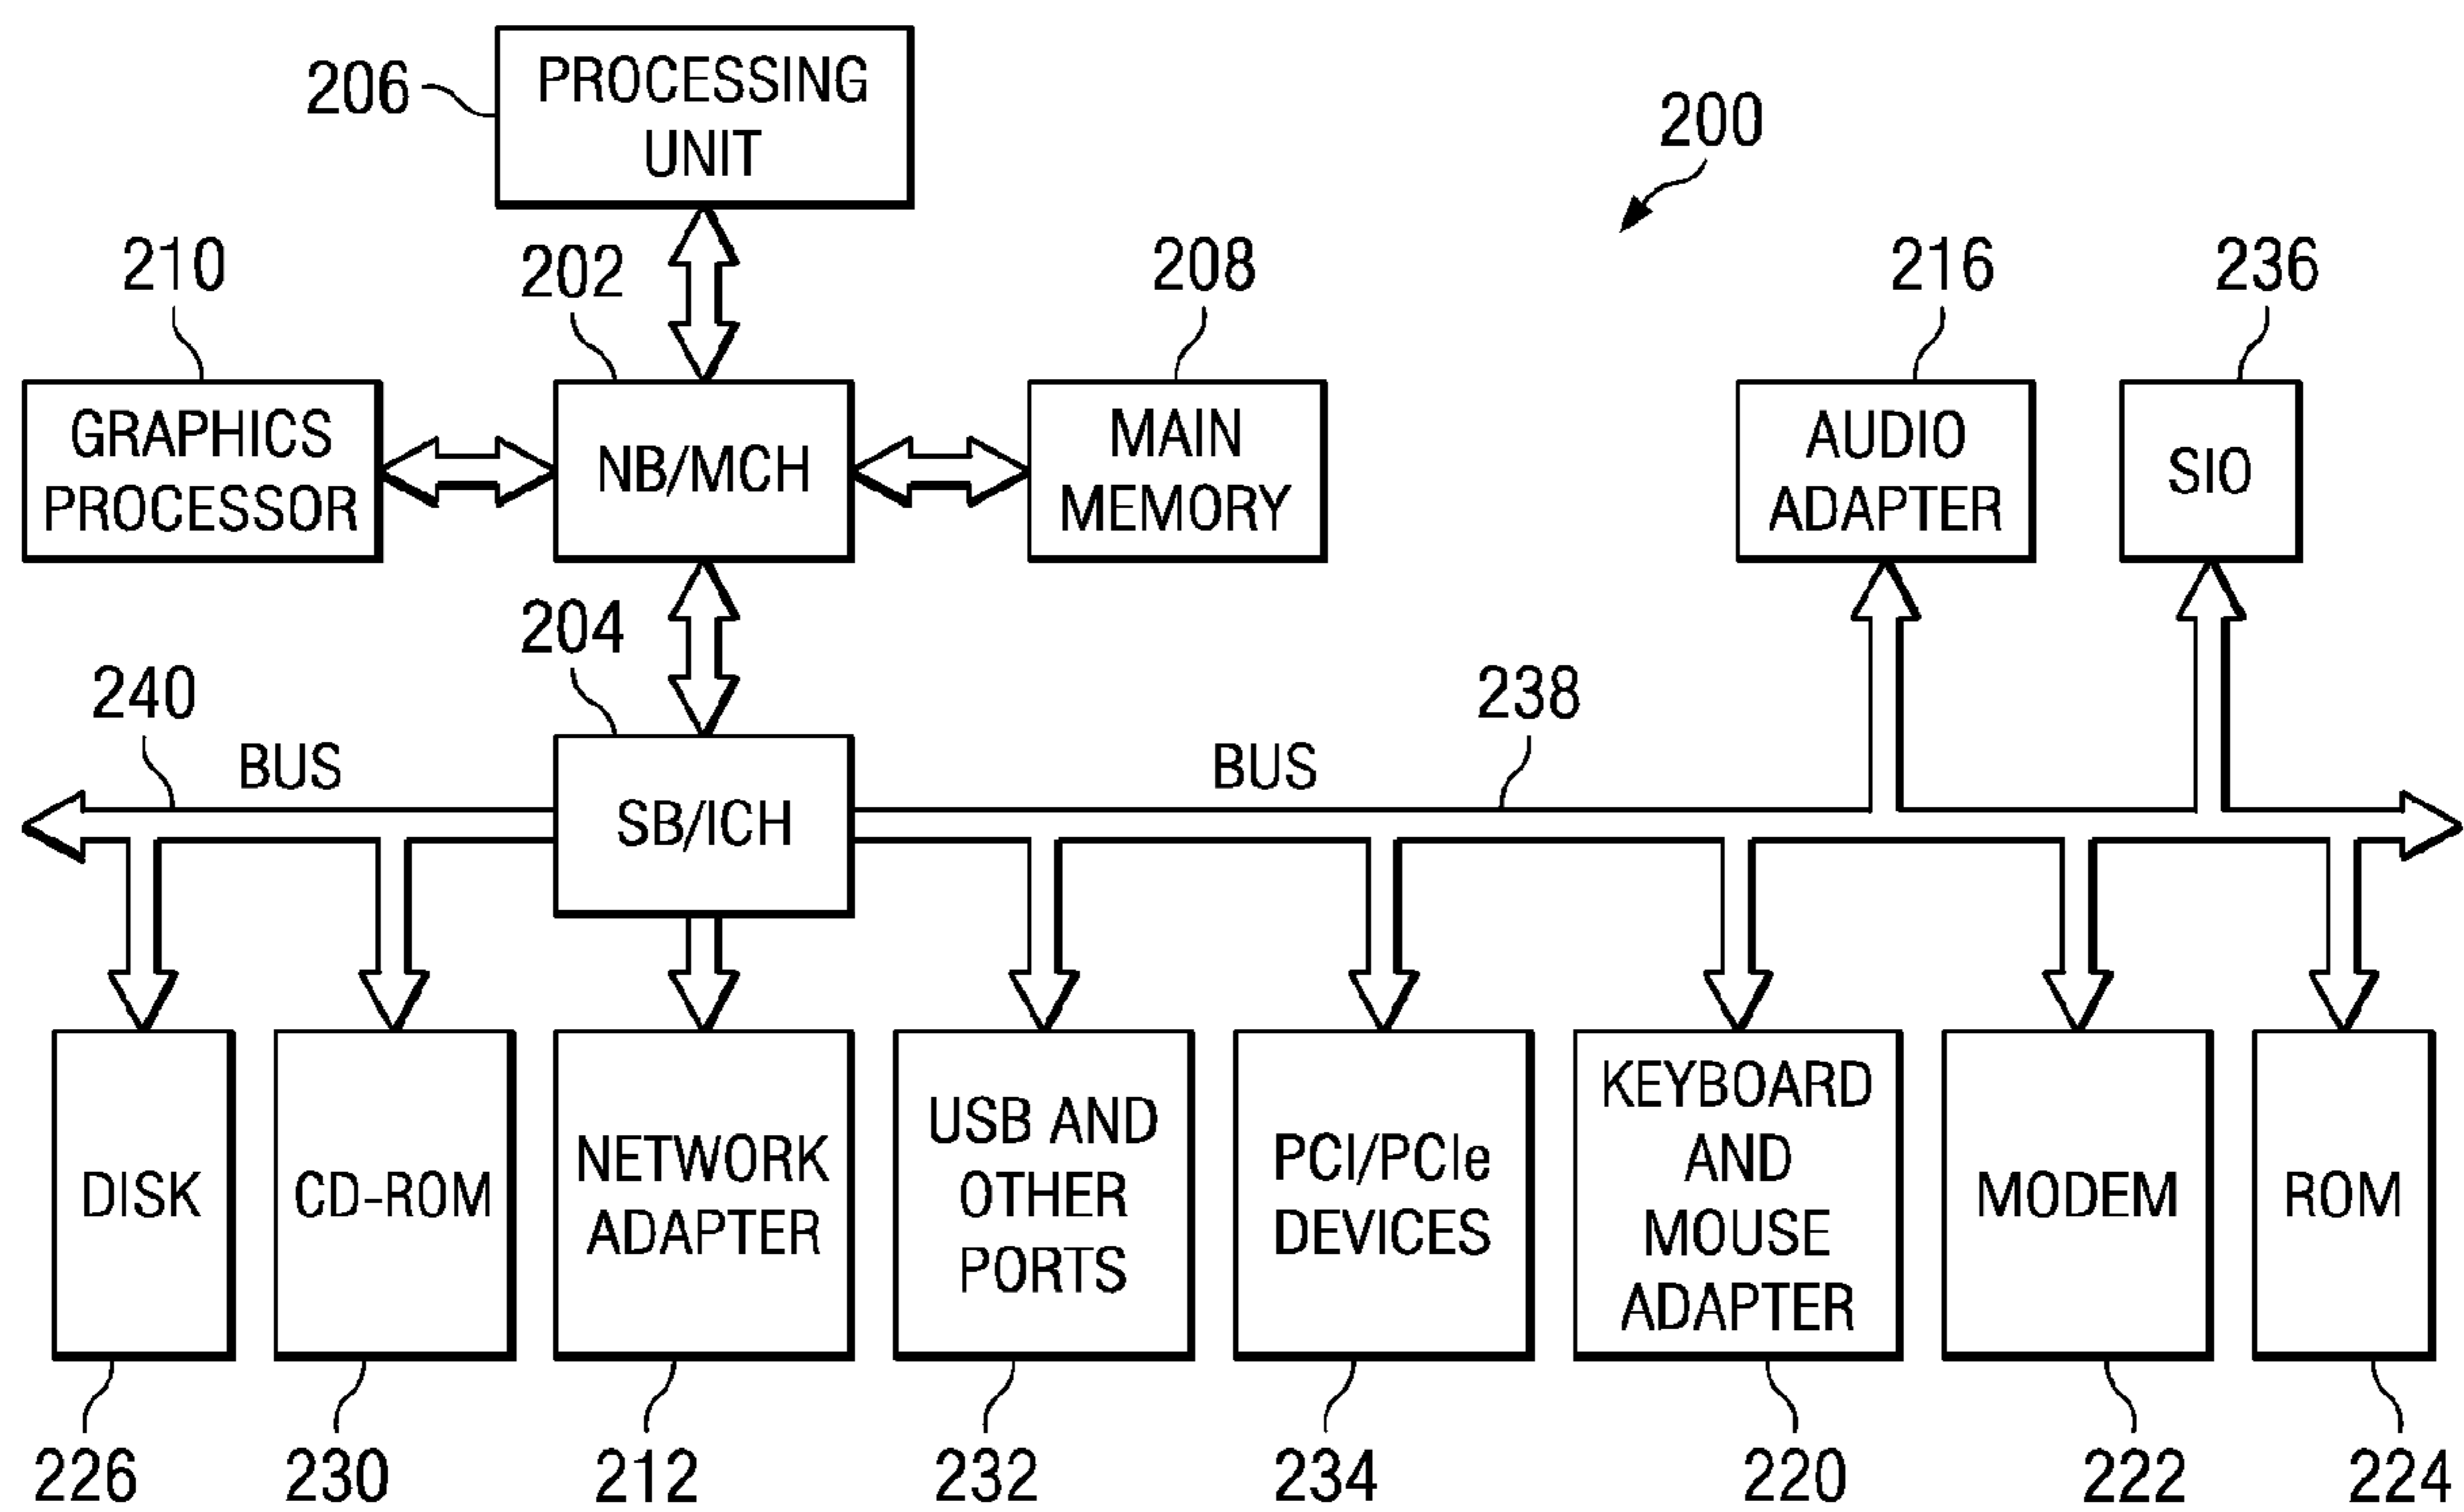 206
PROCESSING
UNIT
200
210
202
208
216
236
GRAPHICS
PROCESSOR
NB/MCH
MAIN
MEMORY
AUDIO
ADAPTER
SIO
204
240
BUS
238
BUS
SB/ICH
DISK
CD-ROM
NETWORK
ADAPTER
USB AND
OTHER
PORTS
PCI/PCIe
DEVICES
KEYBOARD
AND
MOUSE
ADAPTER
MODEM
ROM
226
230
212
232
234
220
222
224